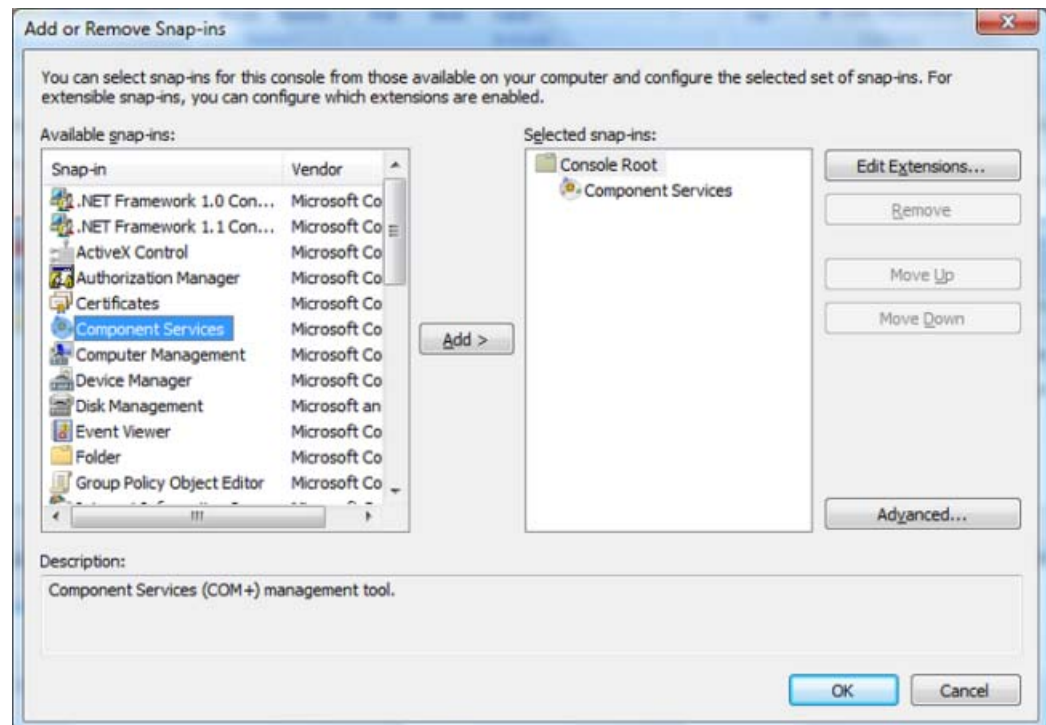 Add or Remove Snap-ins
You can select snap-ins for this console from those available on your computer and configure the selected set of snap-ins. For
extensible snap-ins, you can configure which extensions are enabled.
Available snap-ins:
Snap-in Vendor
.NET Framework 1.0 Con... Microsoft Co
.NET Framework 1.1 Con... Microsoft Co
ActiveX Control Microsoft Co
Authorization Manager Microsoft Co
Certificates Microsoft Co
Component Services Microsoft Co
Computer Management Microsoft Co
Device Manager Microsoft Co
Disk Management Microsoft an
Event Viewer Microsoft Co
Folder Microsoft Co
Group Policy Object Editor Microsoft Co
Add >
Selected snap-ins:
Console Root
Component Services
Edit Extensions...
Remove
Move Up
Move Down
Advanced...
Description:
Component Services (COM+) management tool.
OK Cancel